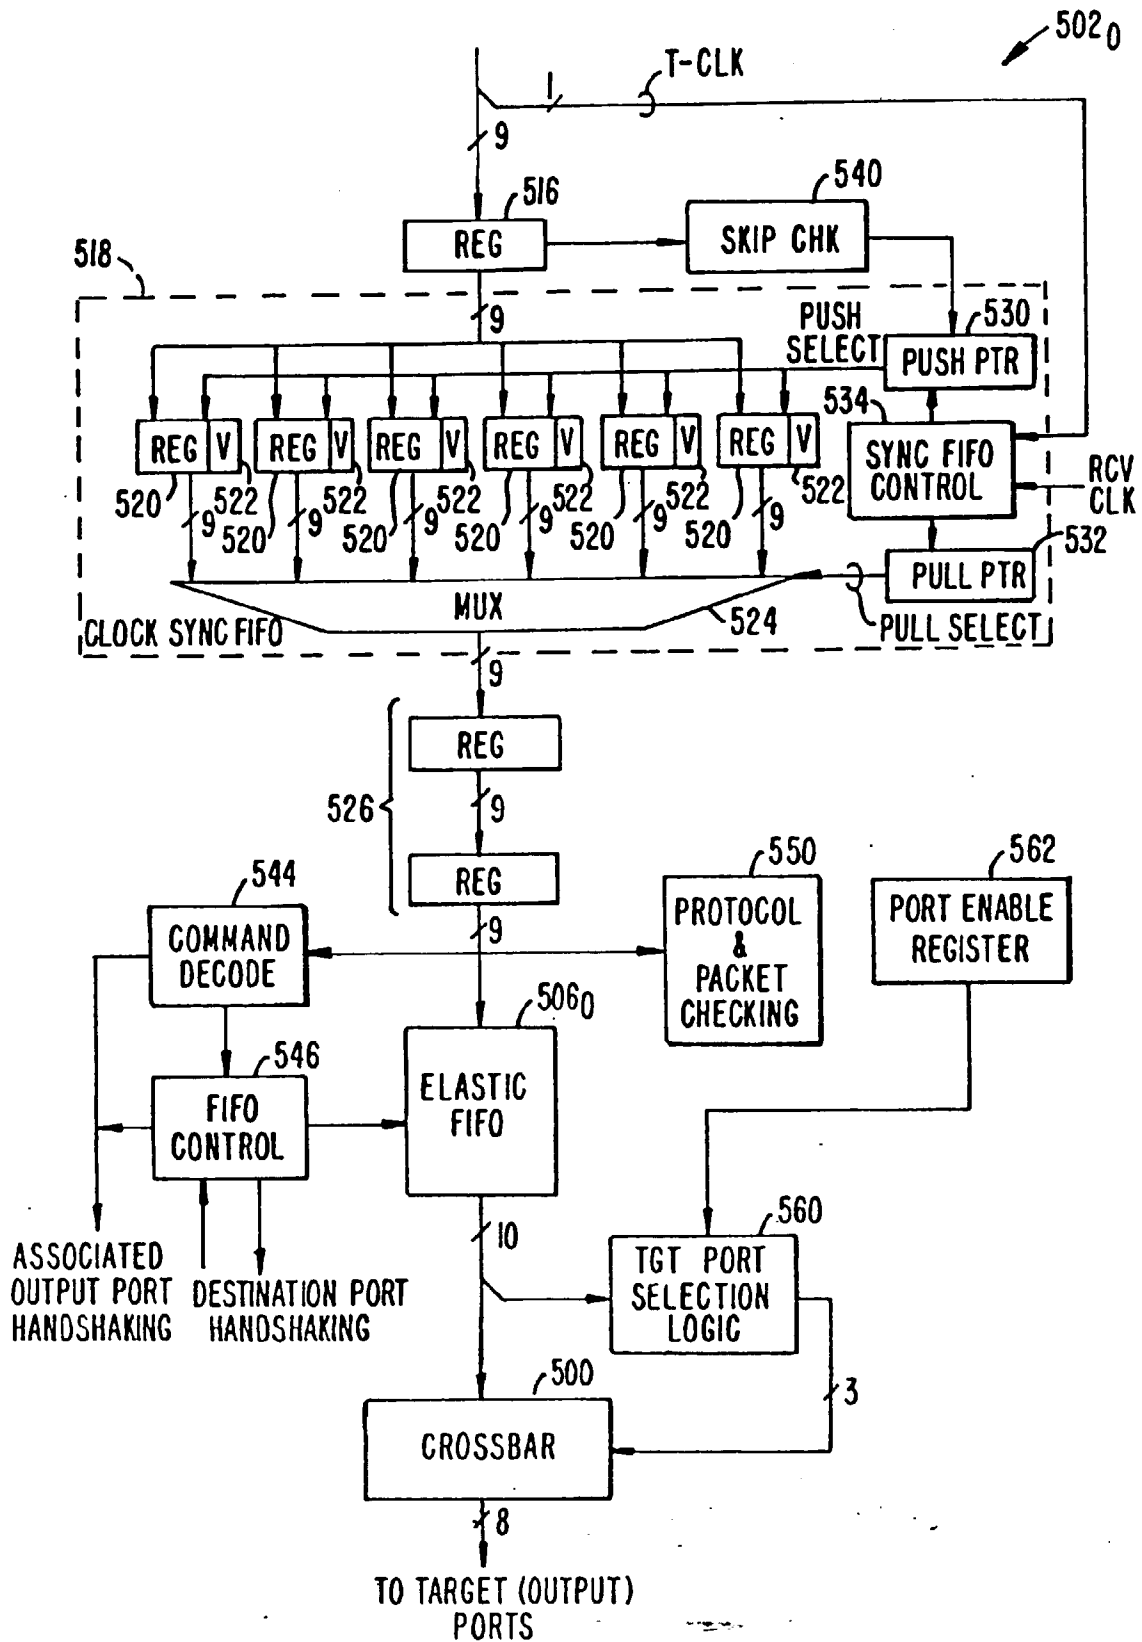 502₀
T-CLK
1
9
516
540
REG
SKIP CHK
518
9
PUSH
SELECT
530
PUSH PTR
534
REG V REG V REG V REG V REG V REG V
SYNC FIFO
CONTROL
RCV
CLK
520 522 520 522 520 522 520 522 520 522 520 522
9 9 9 9 9 9
532
PULL PTR
MUX
524
CLOCK SYNC FIFO
PULL SELECT
9
REG
526
9
REG
544
550
562
9
COMMAND
DECODE
PROTOCOL
&
PACKET
CHECKING
PORT ENABLE
REGISTER
506₀
546
ELASTIC
FIFO
FIFO
CONTROL
10
560
ASSOCIATED
OUTPUT PORT
HANDSHAKING
DESTINATION PORT
HANDSHAKING
TGT PORT
SELECTION
LOGIC
500
3
CROSSBAR
8
TO TARGET (OUTPUT)
PORTS